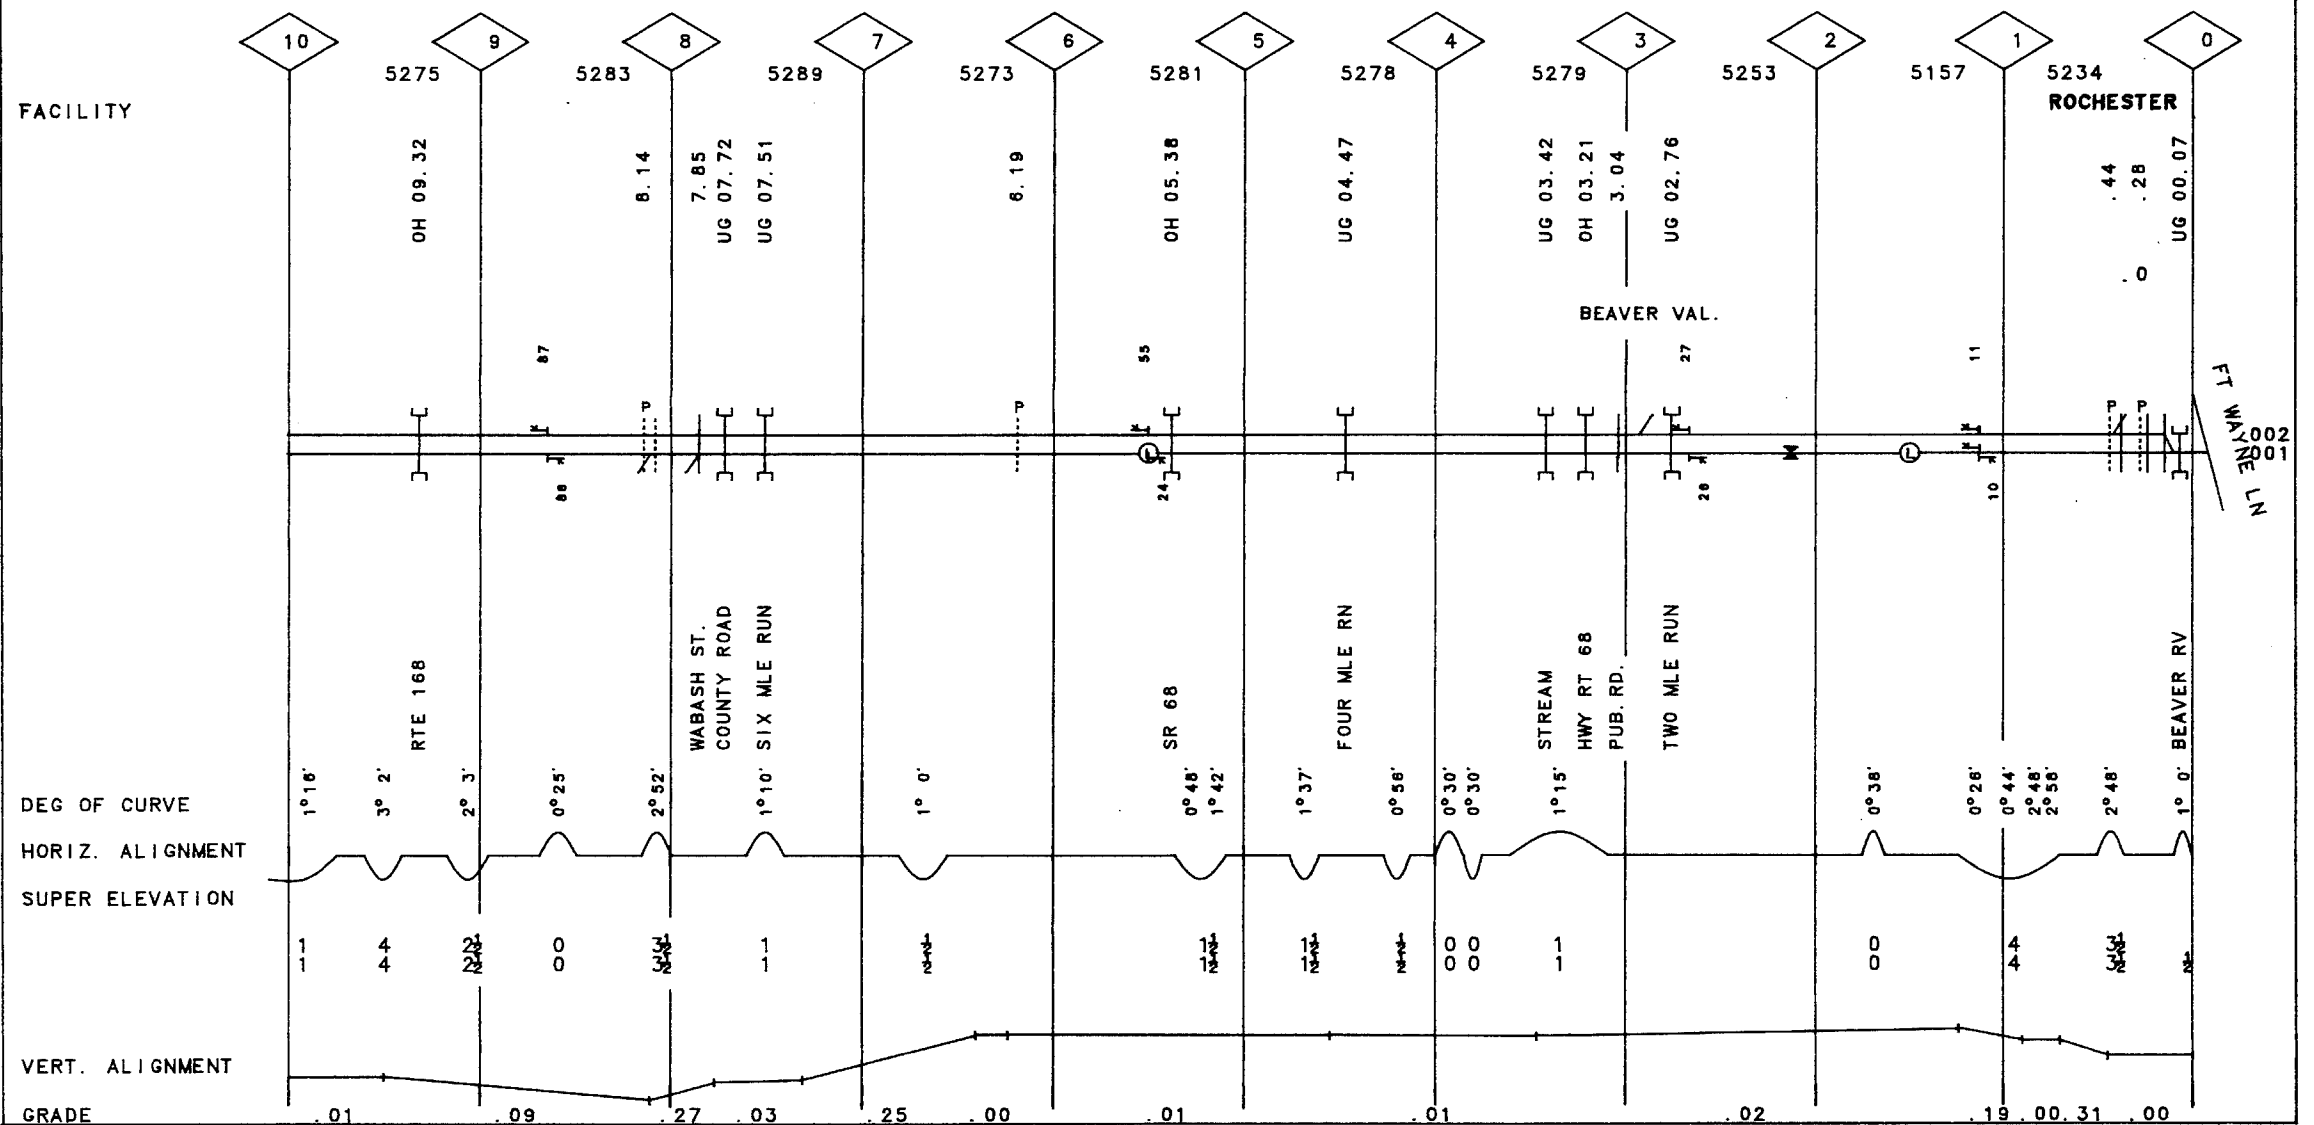 10 9 8 7 6 5 4 3 2 1 0
5275 5283 5289 5273 5281 5278 5279 5253 5157 5234
FACILITY
ROCHESTER
OH 09.32
8.14
7.85
UG 07.72
UG 07.51
6.19
OH 05.38
UG 04.47
UG 03.42
OH 03.21
3.04
UG 02.76
.44
.28
UG 00.07
.0
BEAVER VAL.
87 55 27 11
P P P P
FT WAYNE LN
002
001
L L
88 24 28 10
RTE 168
WABASH ST.
COUNTY ROAD
SIX MLE RUN
SR 68
FOUR MLE RN
STREAM
HWY RT 68
PUB. RD.
TWO MLE RUN
BEAVER RV
DEG OF CURVE
1°16' 3° 2' 2° 3' 0°25' 2°52' 1°10' 1° 0' 0°48' 1°42' 1°37' 0°56' 0°30' 0°30' 1°15' 0°38' 0°26' 0°44' 2°48' 2°58' 2°48' 1° 0'
HORIZ. ALIGNMENT
SUPER ELEVATION
1 4 2½ 0 3½ 1 ½ 1½ 1½ ½ 0 0 1 0 4 3½ ½
1 4 2½ 0 3½ 1 ½ 1½ 1½ ½ 0 0 1 0 4 3½ ½
VERT. ALIGNMENT
GRADE .01 .09 .27 .03 .25 .00 .01 .01 .02 .19 .00 .31 .00